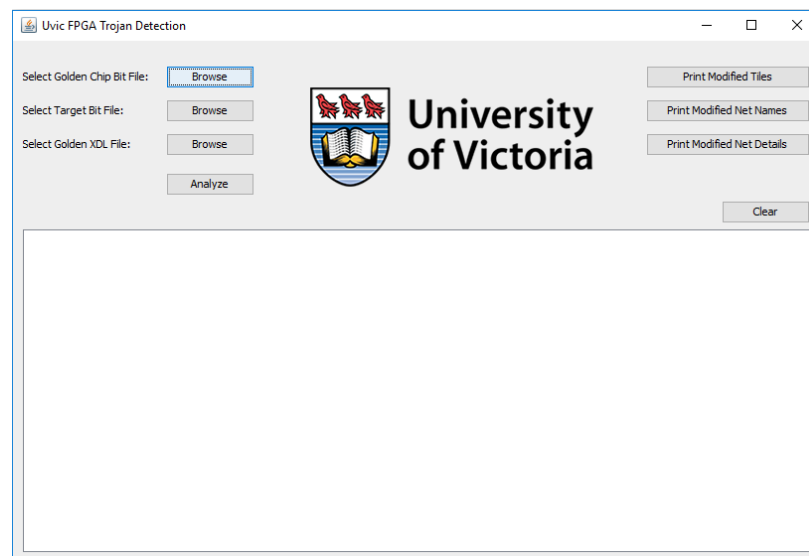 Uvic FPGA Trojan Detection
Select Golden Chip Bit File: Browse Print Modified Tiles
Select Target Bit File: Browse Print Modified Net Names
Select Golden XDL File: Browse Print Modified Net Details
University
of Victoria
Analyze
Clear